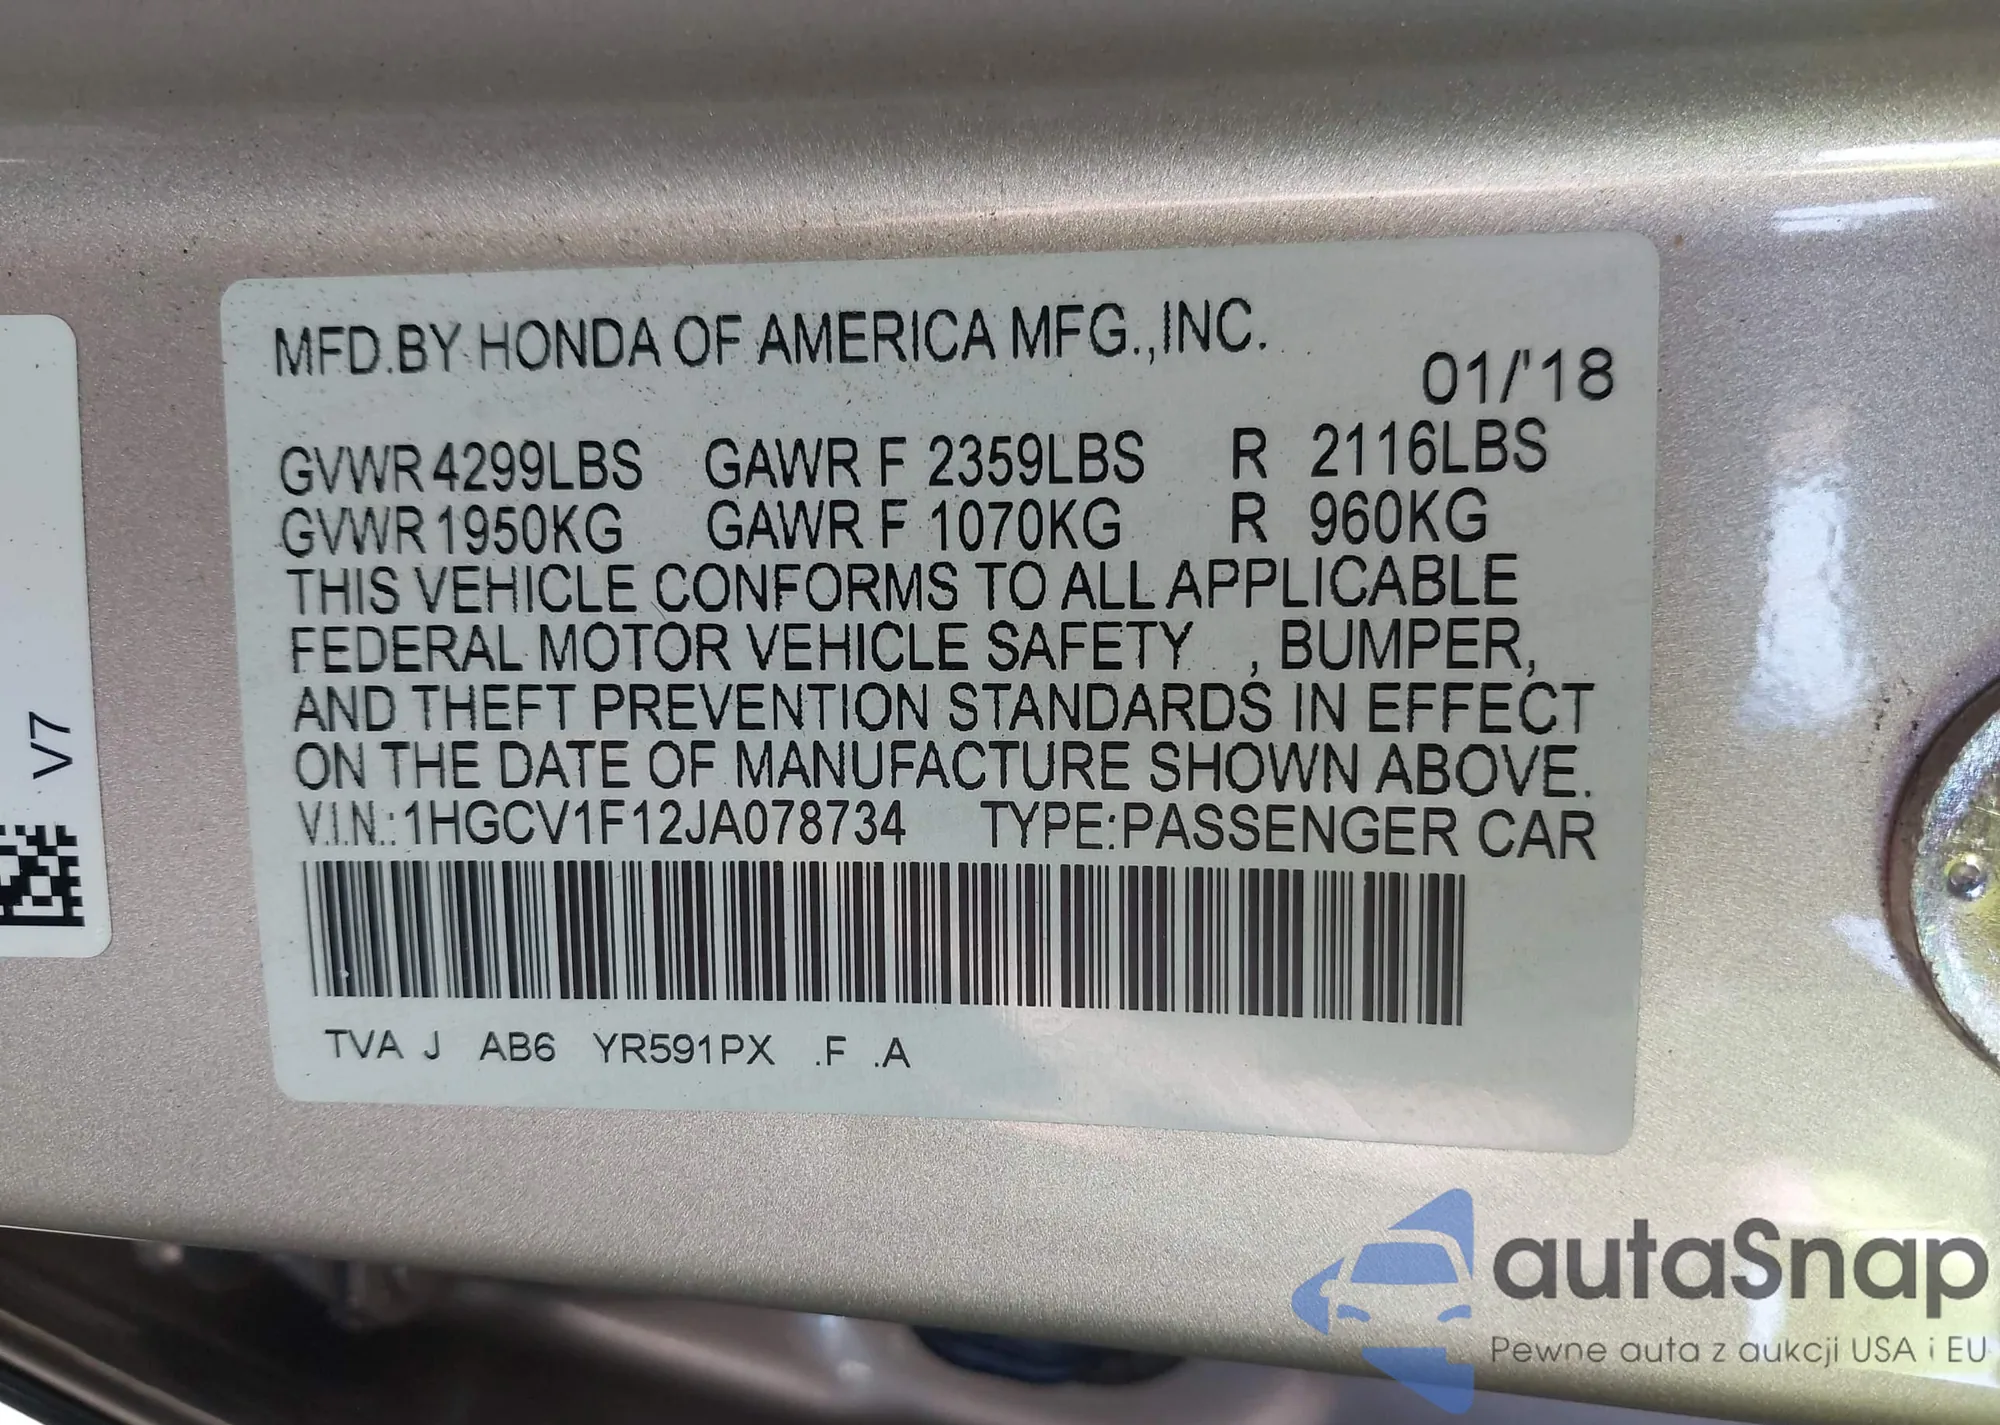 MFD.BY HONDA OF AMERICA MFG.,INC.
01/'18
GVWR 4299LBS GAWR F 2359LBS R 2116LBS
GVWR 1950KG GAWR F 1070KG R 960KG
THIS VEHICLE CONFORMS TO ALL APPLICABLE
FEDERAL MOTOR VEHICLE SAFETY , BUMPER,
AND THEFT PREVENTION STANDARDS IN EFFECT
ON THE DATE OF MANUFACTURE SHOWN ABOVE.
V.I.N.:1HGCV1F12JA078734 TYPE:PASSENGER CAR
TVA J AB6 YR591PX .F .A
V7
autaSnap
Pewne auta z aukcji USA i EU